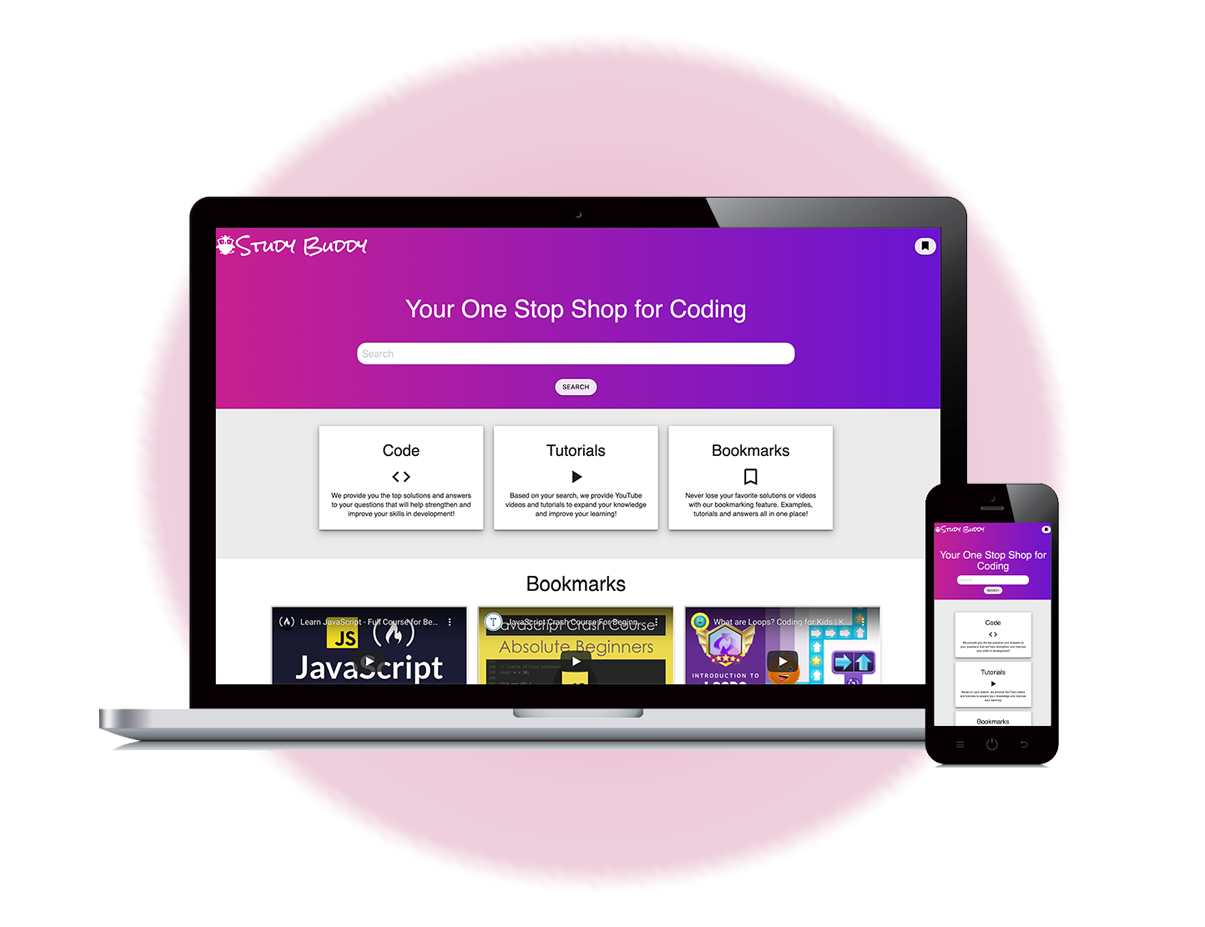 Study Buddy
Your One Stop Shop for Coding
Search
SEARCH
Code
We provide you the top solutions and answers
to your questions that will help strengthen and
improve your skills in development!
Tutorials
Based on your search, we provide YouTube
videos and tutorials to expand your knowledge
and improve your learning!
Bookmarks
Never lose your favorite solutions or videos
with our bookmarking feature. Examples,
tutorials and answers all in one place!
Bookmarks
Learn JavaScript - Full Course for Be...
JS
JavaScript
JavaScript Crash Course For Beginn...
JavaScript Crash Course
Absolute Beginners
What are Loops? Coding for Kids | K
INTRODUCTION TO
LOOPS
Study Buddy
Your One Stop Shop for
Coding
SEARCH
Code
We provide you the top solutions and answers to
your questions that will help strengthen and improve
your skills in development!
Tutorials
Based on your search, we provide YouTube videos
and tutorials to expand your knowledge and improve
your learning!
Bookmarks